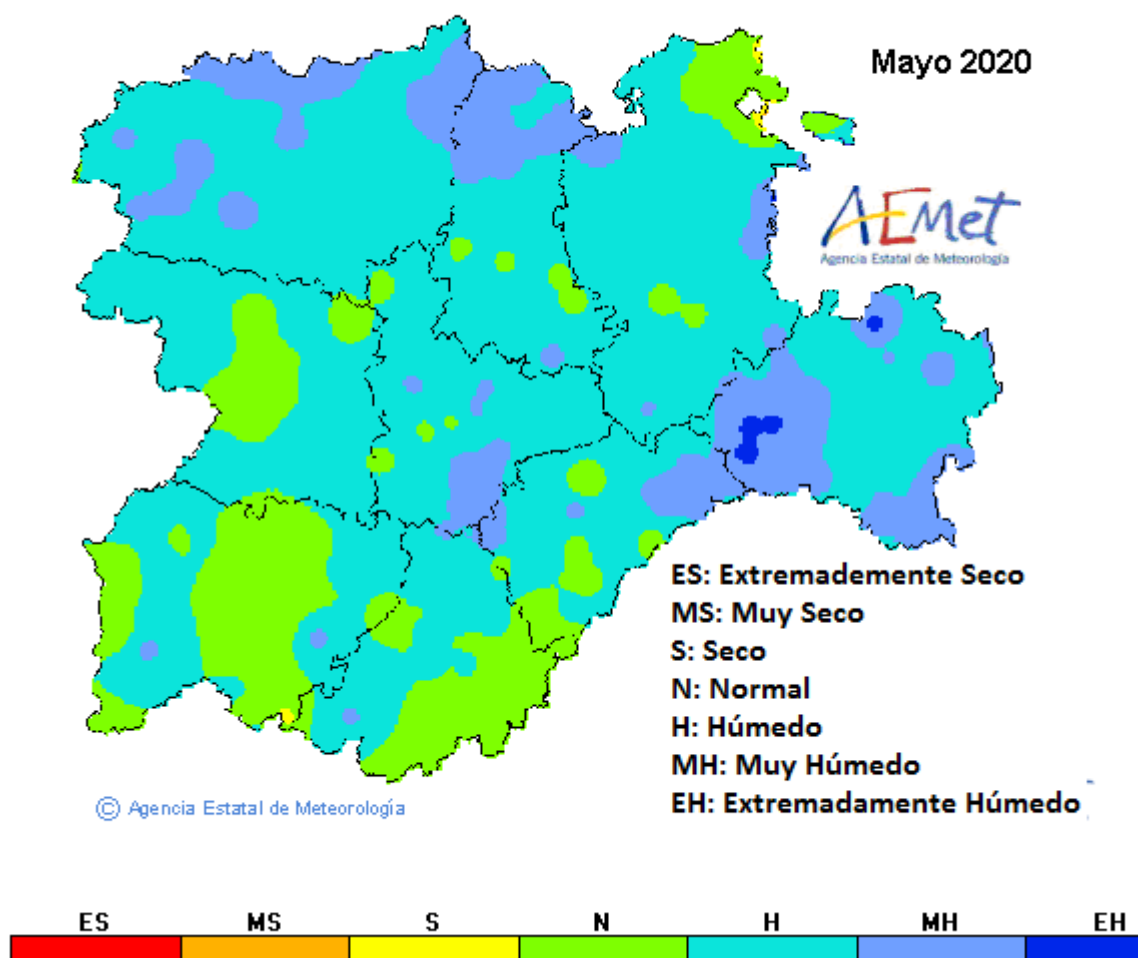 Mayo 2020
AEMet
Agencia Estatal de Meteorología
ES: Extremademente Seco
MS: Muy Seco
S: Seco
N: Normal
H: Húmedo
MH: Muy Húmedo
EH: Extremadamente Húmedo
© Agencia Estatal de Meteorología
ES MS S N H MH EH